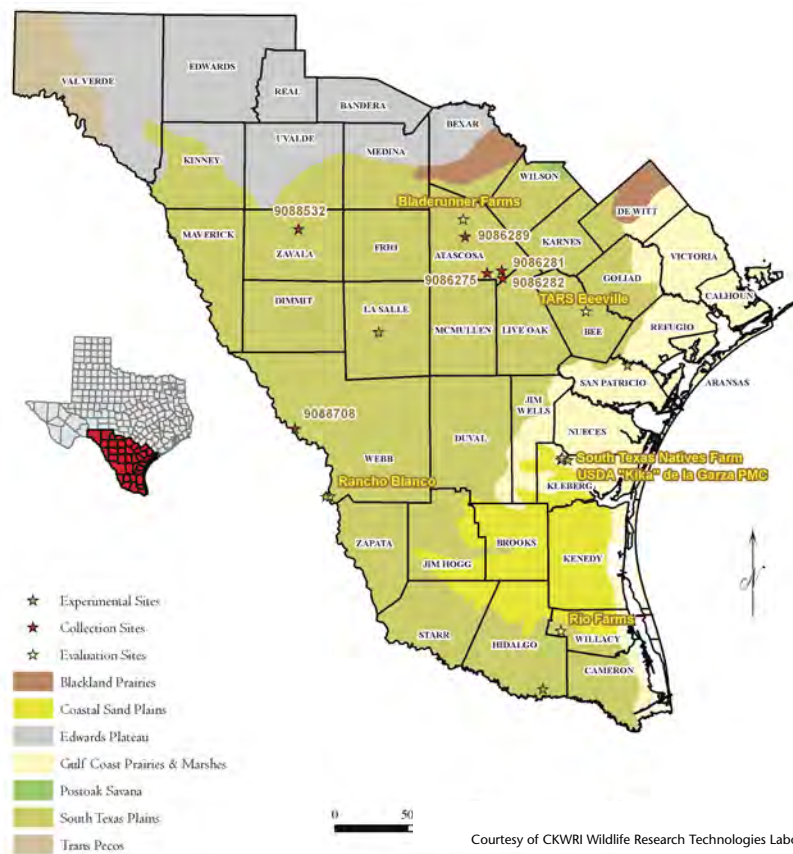 EDWARDS
VAL VERDE
REAL
BANDERA
BEXAR
UVALDE
MEDINA
KINNEY
WILSON
Bladerunner Farms
DE WITT
9088532
MAVERICK
ZAVALA
FRIO
ATASCOSA
9086289
KARNES
VICTORIA
9086281
GOLIAD
9086275
9086282
CALHOUN
DIMMIT
LA SALLE
TARS Beeville
MCMULLEN
LIVE OAK
BEE
REFUGIO
SAN PATRICIO
ARANSAS
JIM
WELLS
9088708
NUECES
WEBB
DUVAL
South Texas Natives Farm
USDA "Kika" de la Garza PMC
KLEBERG
Rancho Blanco
ZAPATA
BROOKS
KENEDY
JIM HOGG
N
Rio Farms
STARR
HIDALGO
WILLACY
CAMERON
Experimental Sites
Collection Sites
Evaluation Sites
Blackland Prairies
Coastal Sand Plains
Edwards Plateau
Gulf Coast Prairies & Marshes
Postoak Savana
South Texas Plains
Trans Pecos
0 50
Courtesy of CKWRI Wildlife Research Technologies Labo